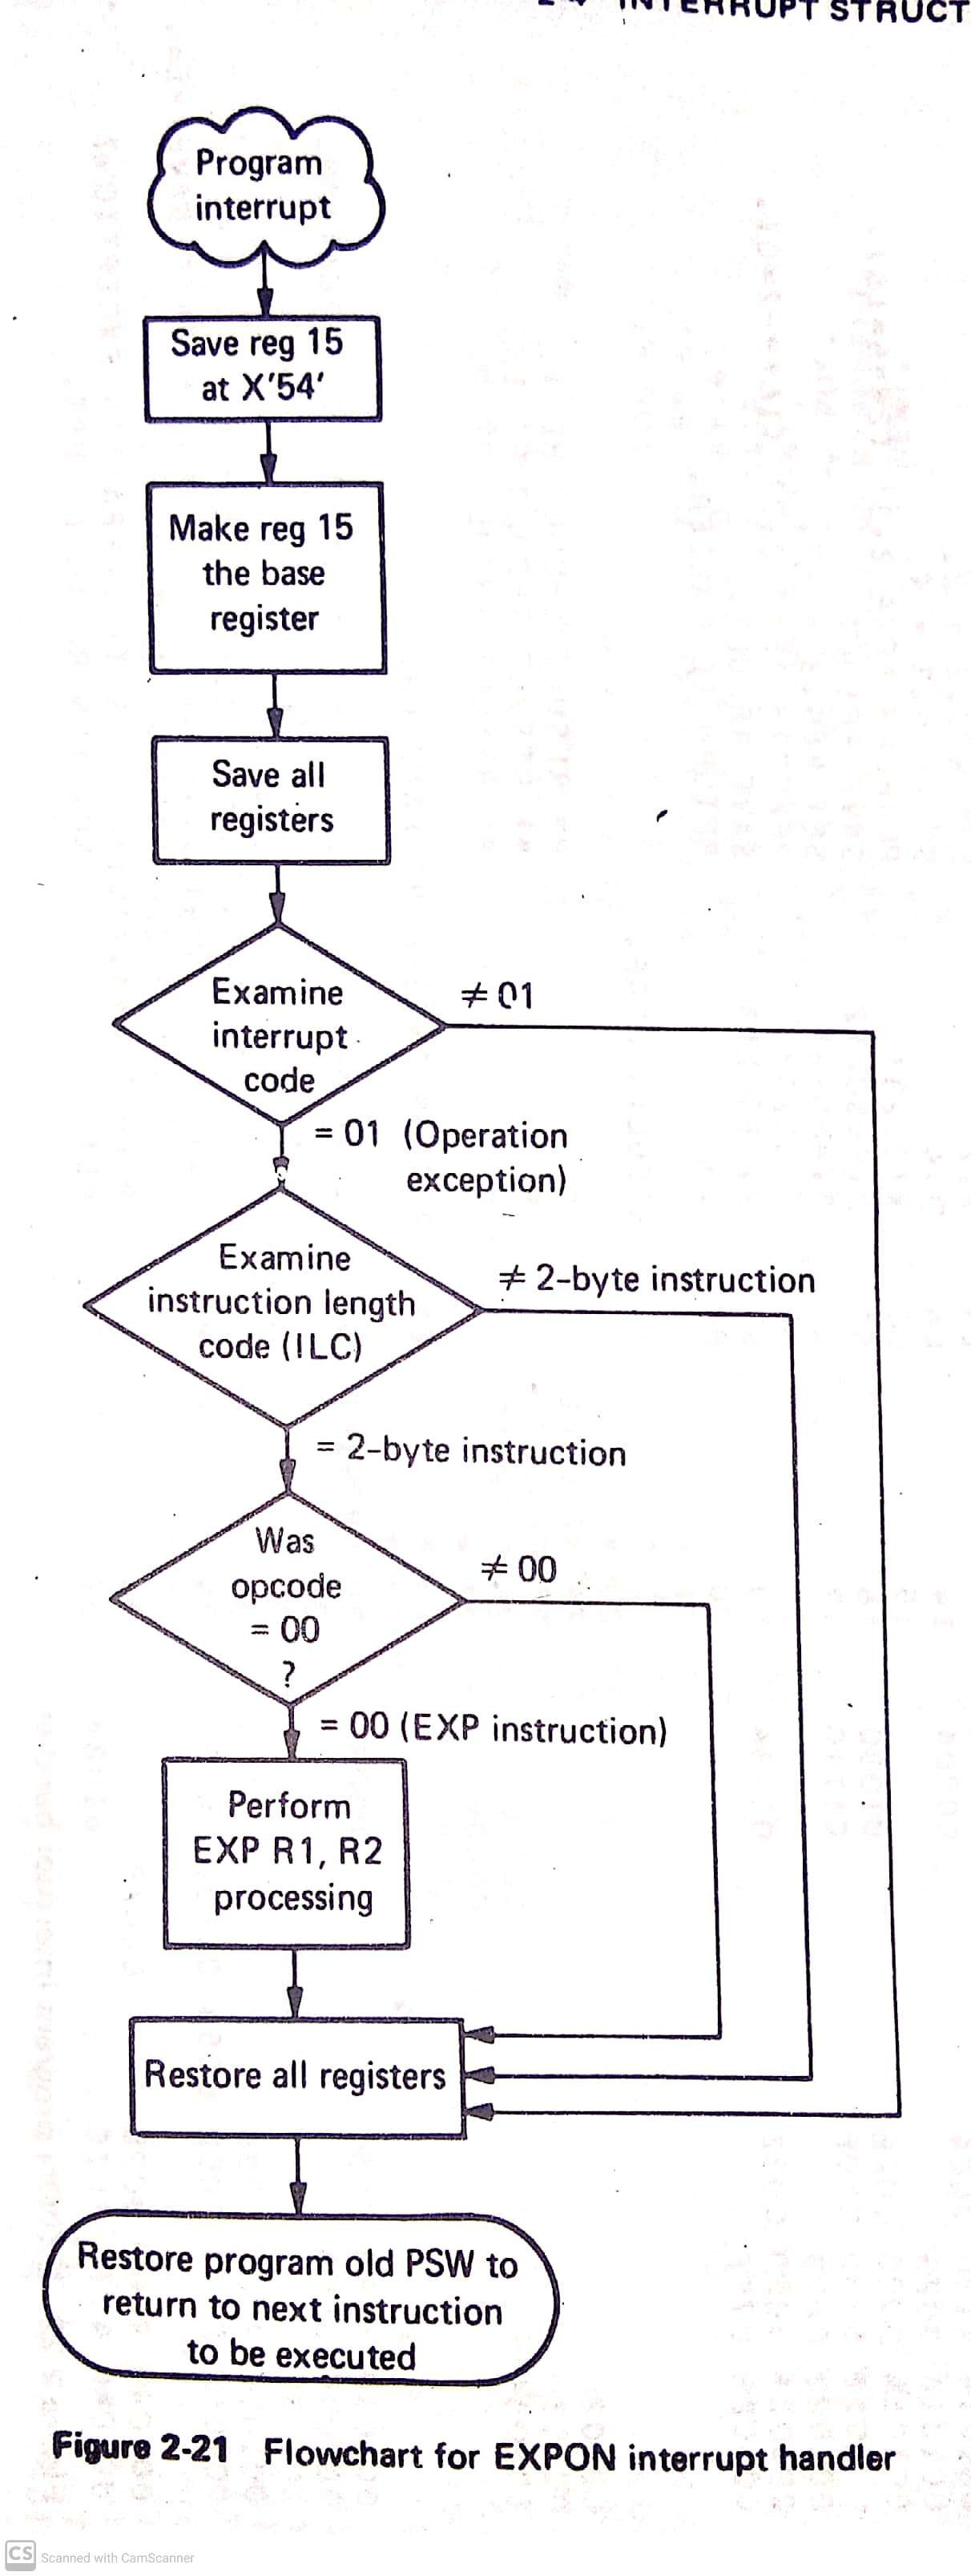 INTERRUPT STRUCT
Program
interrupt
Save reg 15
at X'54'
Make reg 15
the base
register
Save all
registers
Examine
interrupt
code
≠ 01
= 01 (Operation
exception)
Examine
instruction length
code (ILC)
≠ 2-byte instruction
= 2-byte instruction
Was
opcode
= 00
?
≠ 00
= 00 (EXP instruction)
Perform
EXP R1, R2
processing
Restore all registers
Restore program old PSW to
return to next instruction
to be executed
Figure 2-21 Flowchart for EXPON interrupt handler
CS Scanned with CamScanner